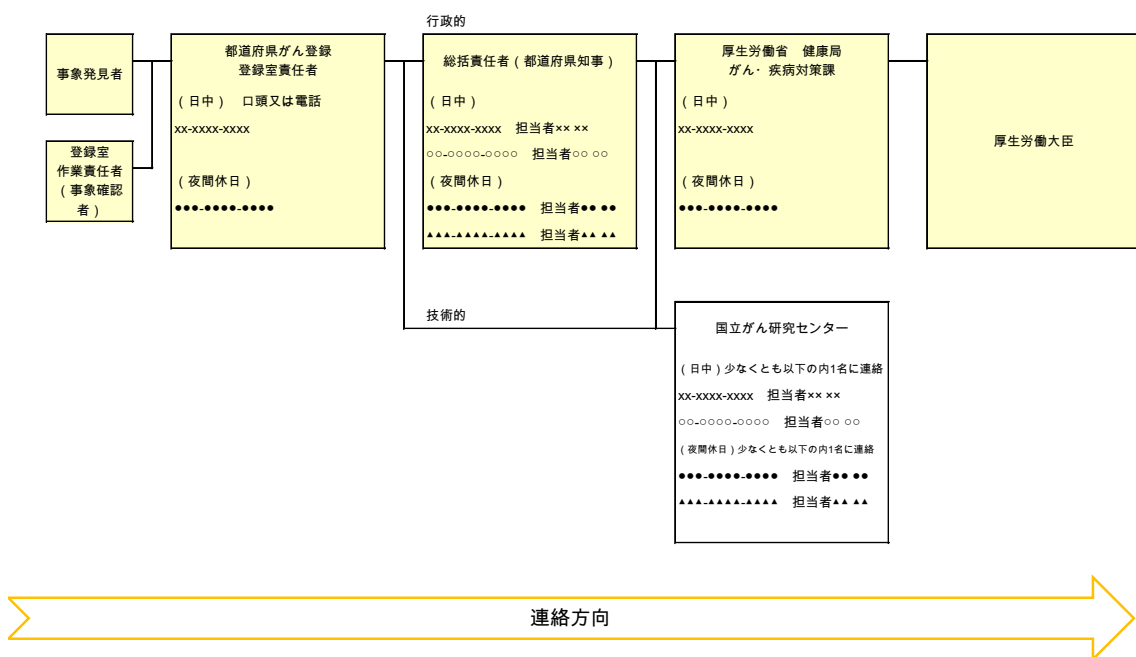 行政的
事象発見者
登録室
作業責任者
(事象確認
者)
都道府県がん登録
登録室責任者
(日中) 口頭又は電話
xx-xxxx-xxxx
(夜間休日)
●●●-●●●●-●●●●
総括責任者(都道府県知事)
(日中)
xx-xxxx-xxxx 担当者×× ××
○○-○○○○-○○○○ 担当者○○ ○○
(夜間休日)
●●●-●●●●-●●●● 担当者●● ●●
▲▲▲-▲▲▲▲-▲▲▲▲ 担当者▲▲ ▲▲
厚生労働省 健康局
がん・疾病対策課
(日中)
xx-xxxx-xxxx
(夜間休日)
●●●-●●●●-●●●●
厚生労働大臣
技術的
国立がん研究センター
(日中)少なくとも以下の内1名に連絡
xx-xxxx-xxxx 担当者×× ××
○○-○○○○-○○○○ 担当者○○ ○○
(夜間休日)少なくとも以下の内1名に連絡
●●●-●●●●-●●●● 担当者●● ●●
▲▲▲-▲▲▲▲-▲▲▲▲ 担当者▲▲ ▲▲
連絡方向